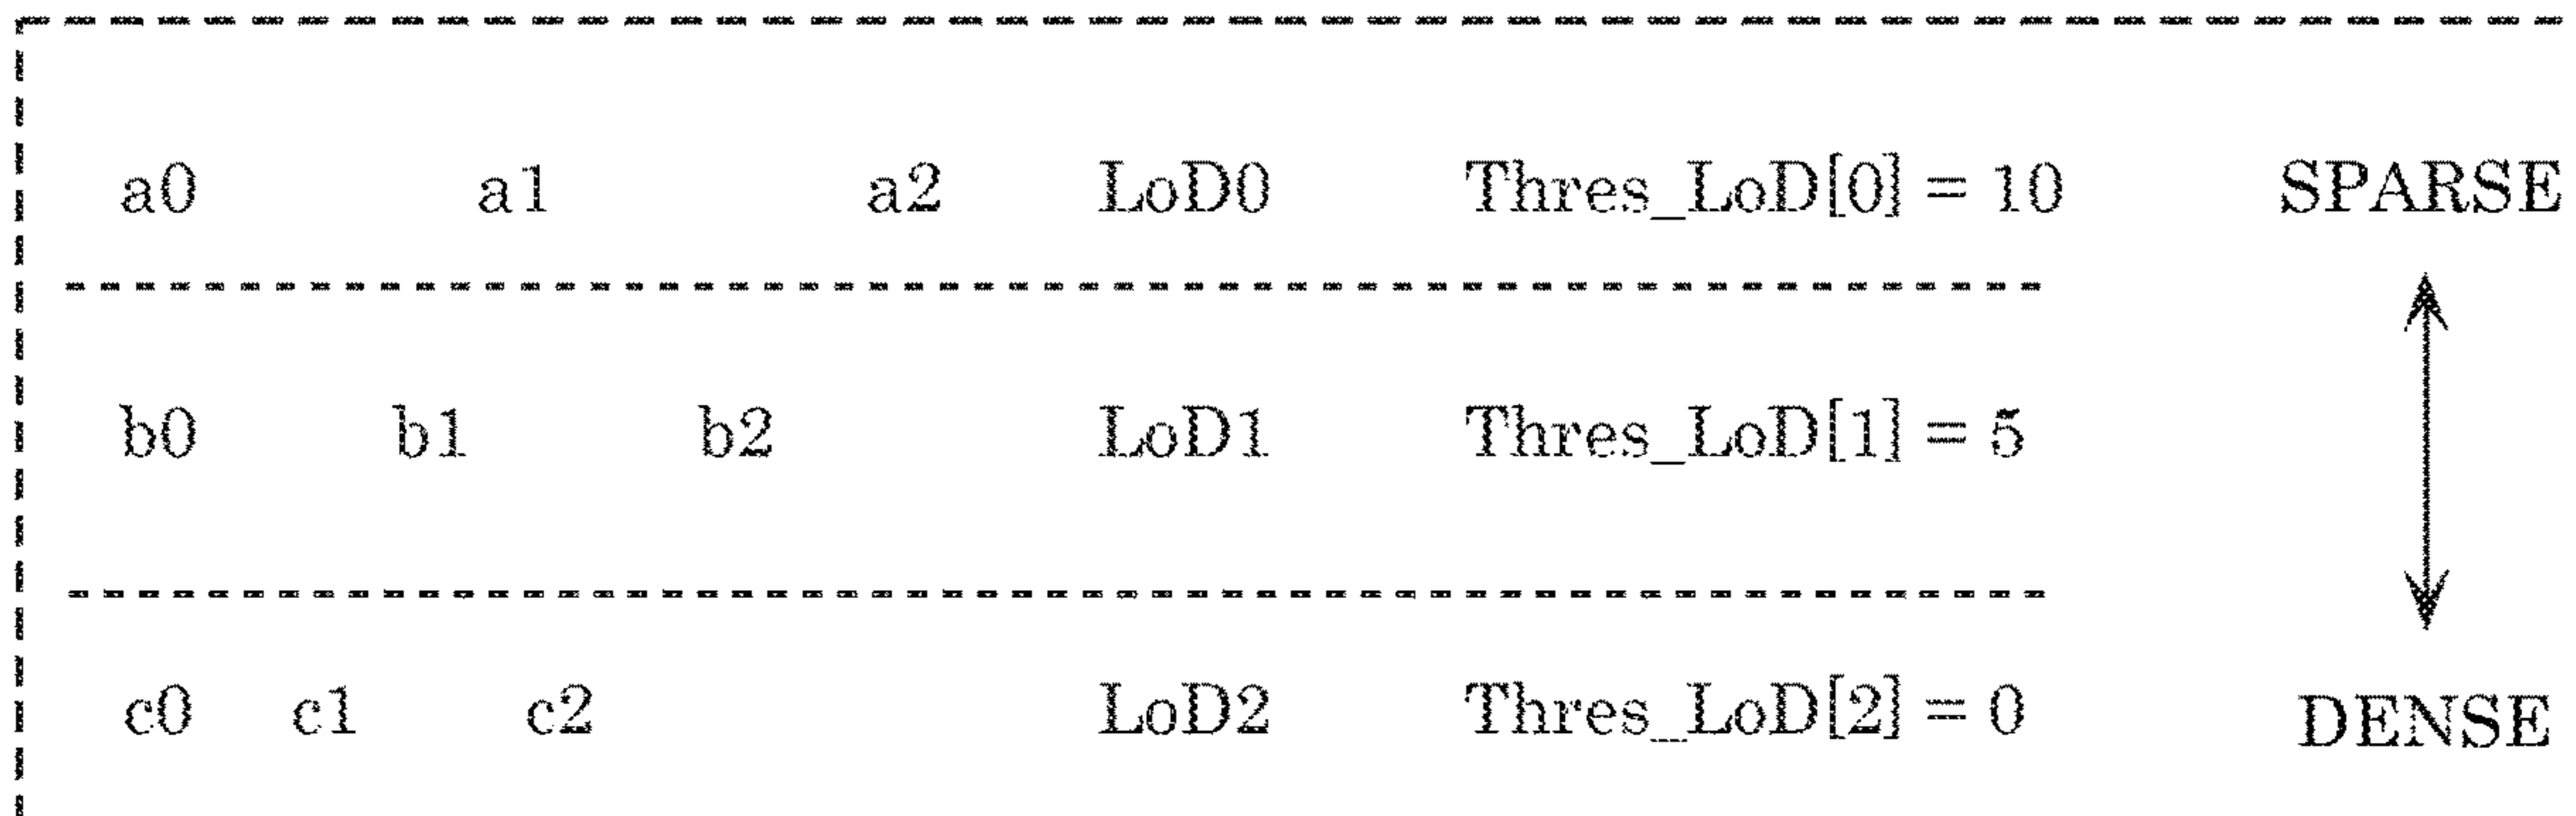 a0 a1 a2 LoD0 Thres_LoD[0] = 10 SPARSE
b0 b1 b2 LoD1 Thres_LoD[1] = 5
c0 c1 c2 LoD2 Thres_LoD[2] = 0 DENSE